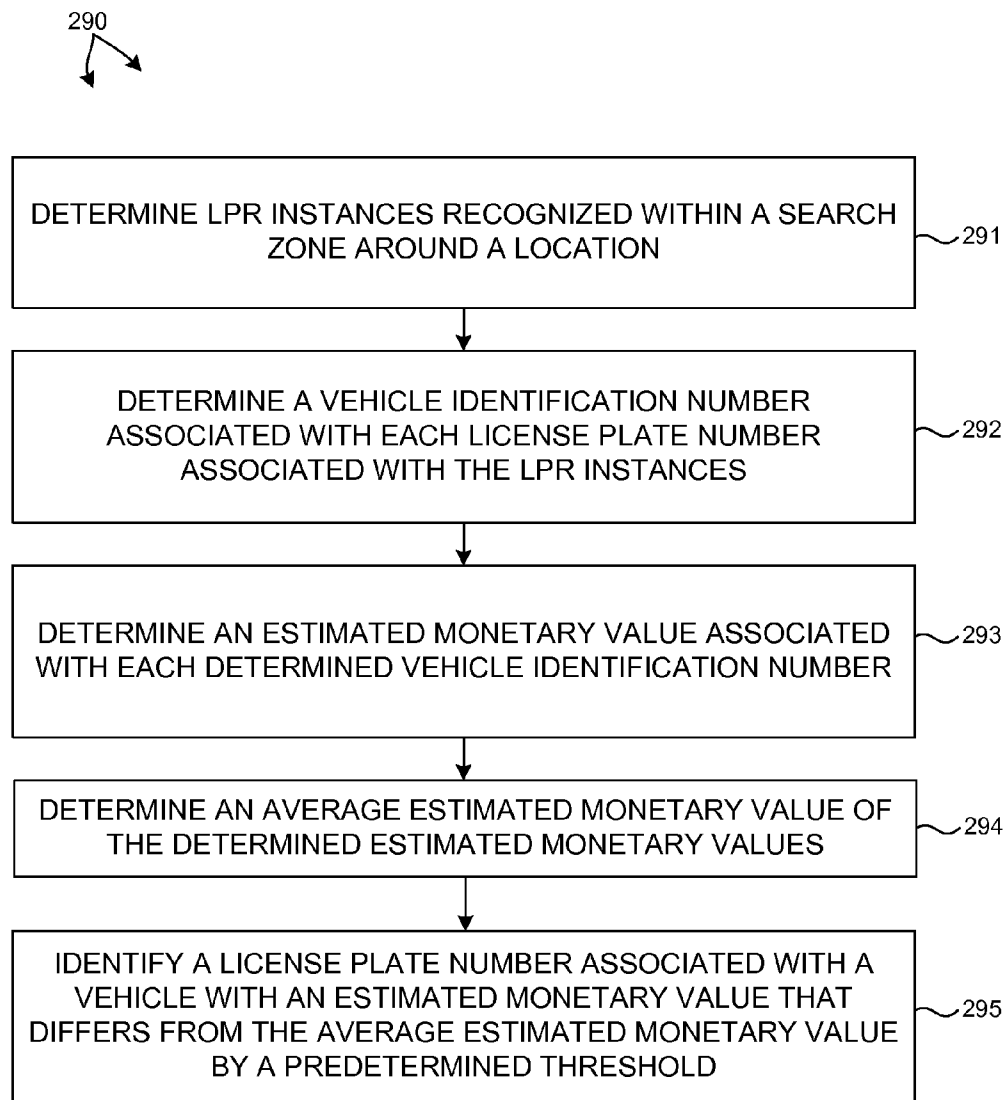 290
DETERMINE LPR INSTANCES RECOGNIZED WITHIN A SEARCH
ZONE AROUND A LOCATION
291
DETERMINE A VEHICLE IDENTIFICATION NUMBER
ASSOCIATED WITH EACH LICENSE PLATE NUMBER
ASSOCIATED WITH THE LPR INSTANCES
292
DETERMINE AN ESTIMATED MONETARY VALUE ASSOCIATED
WITH EACH DETERMINED VEHICLE IDENTIFICATION NUMBER
293
DETERMINE AN AVERAGE ESTIMATED MONETARY VALUE OF
THE DETERMINED ESTIMATED MONETARY VALUES
294
IDENTIFY A LICENSE PLATE NUMBER ASSOCIATED WITH A
VEHICLE WITH AN ESTIMATED MONETARY VALUE THAT
DIFFERS FROM THE AVERAGE ESTIMATED MONETARY VALUE
BY A PREDETERMINED THRESHOLD
295